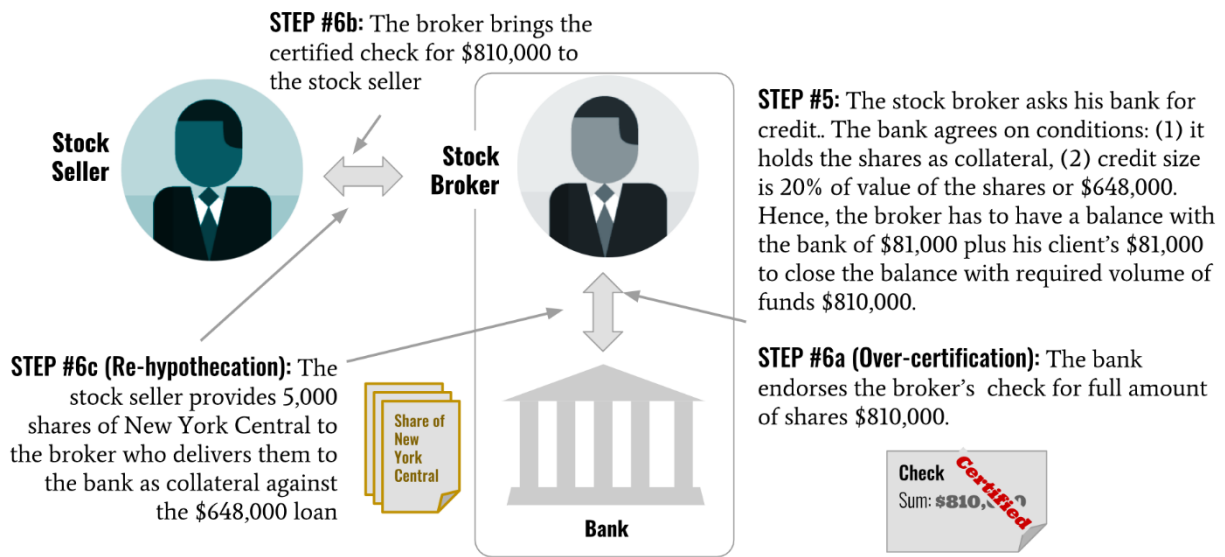 STEP #6b: The broker brings the
certified check for $810,000 to
the stock seller
Stock
Seller
Stock
Broker
STEP #5: The stock broker asks his bank for
credit.. The bank agrees on conditions: (1) it
holds the shares as collateral, (2) credit size
is 20% of value of the shares or $648,000.
Hence, the broker has to have a balance with
the bank of $81,000 plus his client's $81,000
to close the balance with required volume of
funds $810,000.
STEP #6c (Re-hypothecation): The
stock seller provides 5,000
shares of New York Central to
the broker who delivers them to
the bank as collateral against
the $648,000 loan
Share of
New
York
Central
Bank
STEP #6a (Over-certification): The bank
endorses the broker's check for full amount
of shares $810,000.
Check
Sum: $810,
Certified